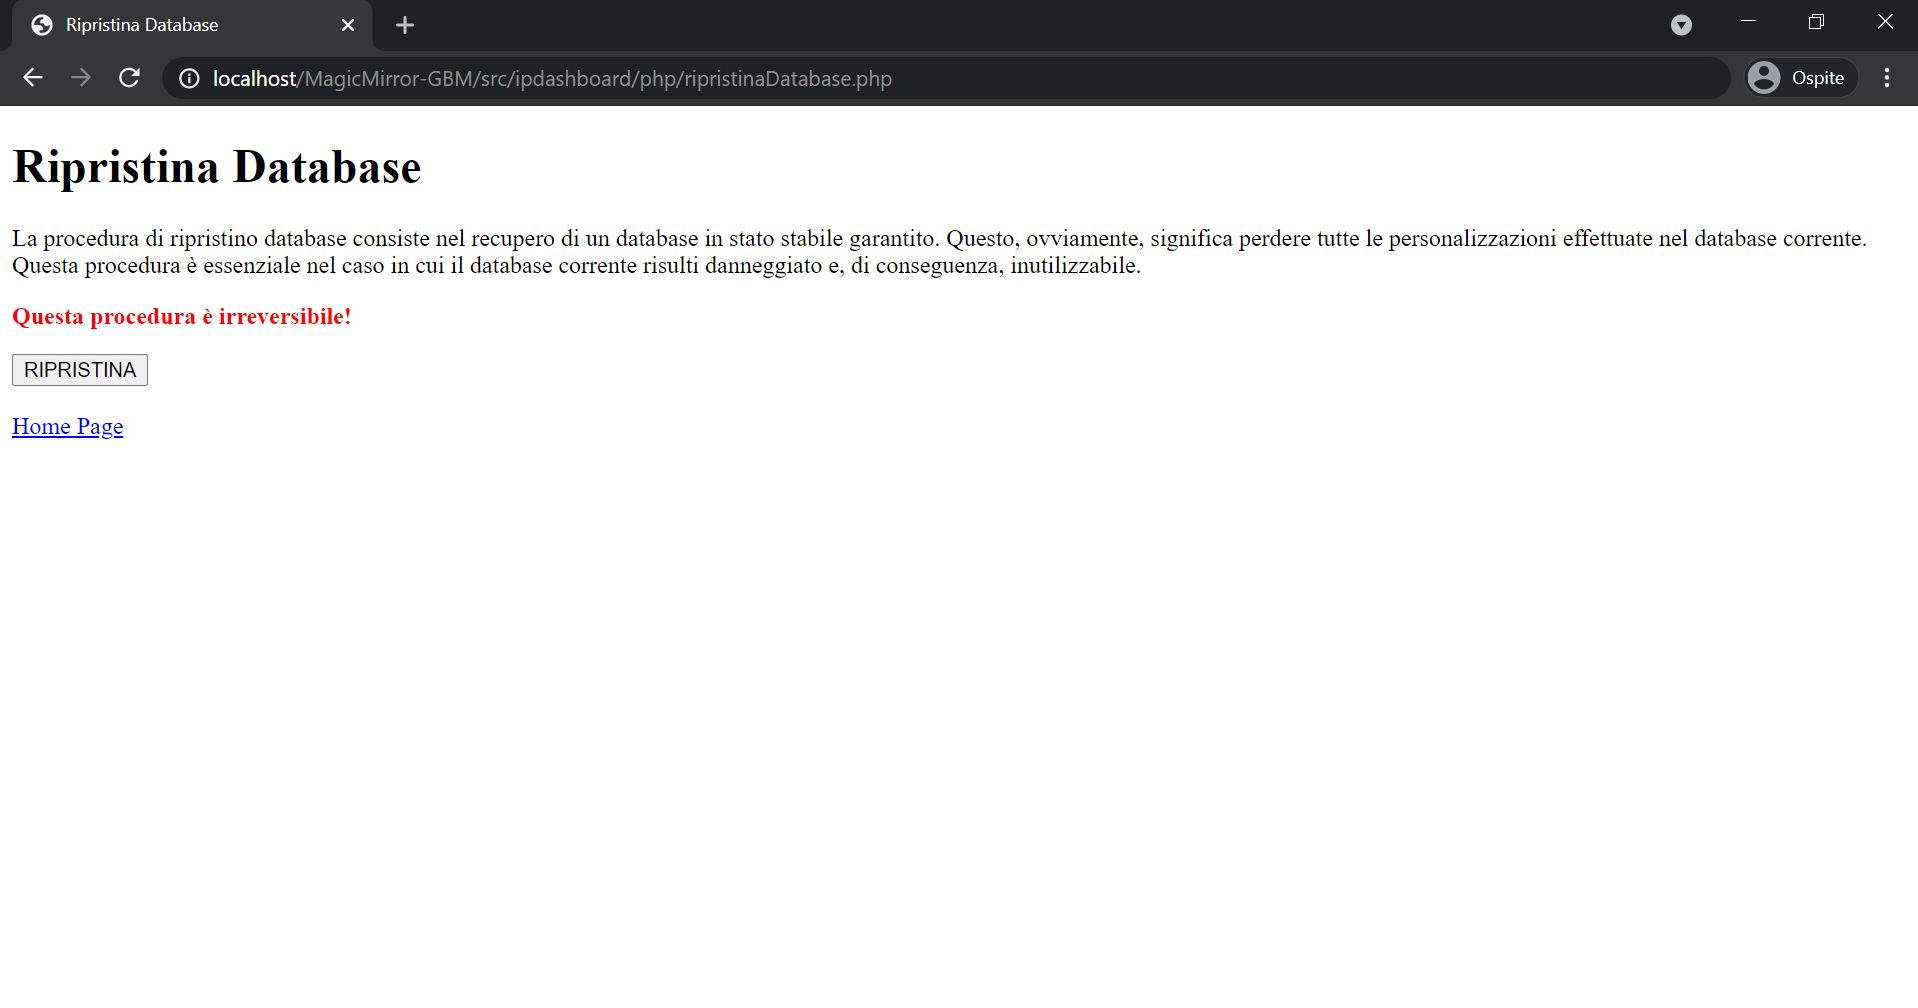 Ripristina Database
localhost/MagicMirror-GBM/src/ipdashboard/php/ripristinaDatabase.php
Ospite
Ripristina Database
La procedura di ripristino database consiste nel recupero di un database in stato stabile garantito. Questo, ovviamente, significa perdere tutte le personalizzazioni effettuate nel database corrente.
Questa procedura è essenziale nel caso in cui il database corrente risulti danneggiato e, di conseguenza, inutilizzabile.
Questa procedura è irreversibile!
RIPRISTINA
Home Page